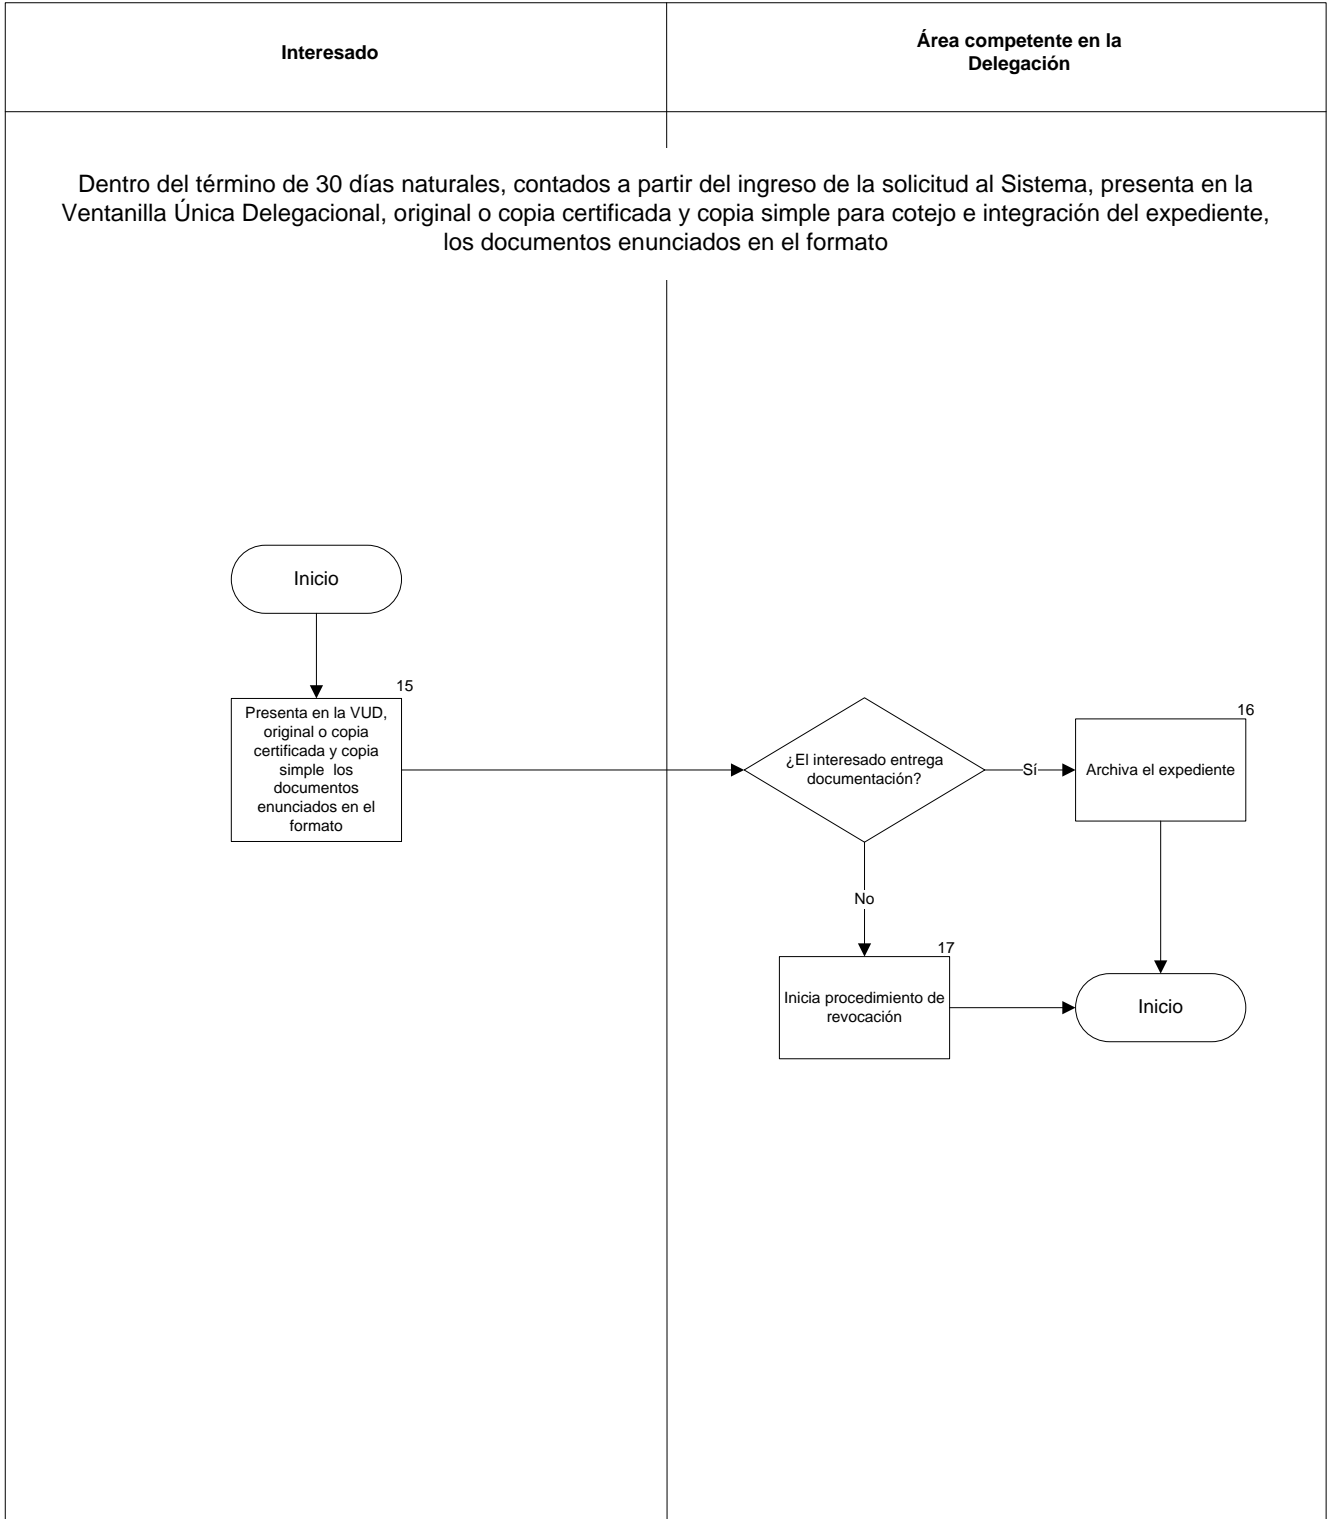 Interesado
Área competente en la
Delegación
Dentro del término de 30 días naturales, contados a partir del ingreso de la solicitud al Sistema, presenta en la
Ventanilla Única Delegacional, original o copia certificada y copia simple para cotejo e integración del expediente,
los documentos enunciados en el formato
Inicio
15
Presenta en la VUD,
original o copia
certificada y copia
simple los
documentos
enunciados en el
formato
¿El interesado entrega
documentación?
Sí
16
Archiva el expediente
No
17
Inicia procedimiento de
revocación
Inicio